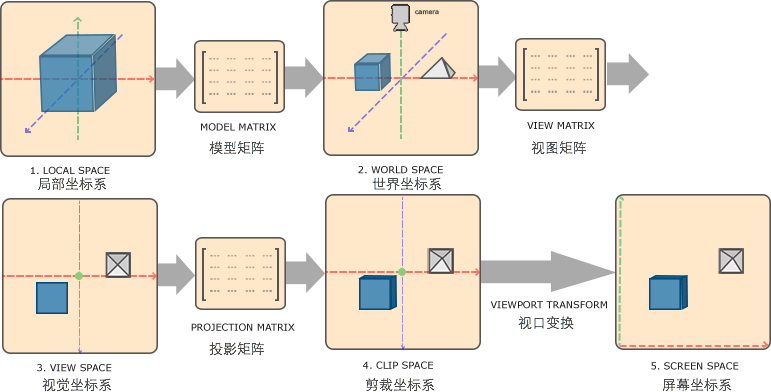 camera
MODEL MATRIX
模型矩阵
VIEW MATRIX
视图矩阵
1. LOCAL SPACE
局部坐标系
2. WORLD SPACE
世界坐标系
PROJECTION MATRIX
投影矩阵
VIEWPORT TRANSFORM
视口变换
3. VIEW SPACE
视觉坐标系
4. CLIP SPACE
剪裁坐标系
5. SCREEN SPACE
屏幕坐标系